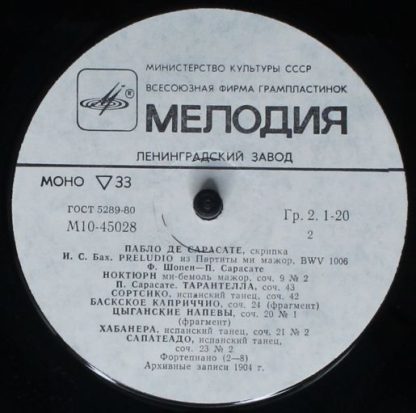 МИНИСТЕРСТВО КУЛЬТУРЫ СССР
ВСЕСОЮЗНАЯ ФИРМА ГРАМПЛАСТИНОК
®
МЕЛОДИЯ
ЛЕНИНГРАДСКИЙ ЗАВОД
МОНО ▽ 33
ГОСТ 5289-80
М10-45028
Гр. 2. 1-20
2
ПАБЛО ДЕ САРАСАТЕ, скрипка
И. С. Бах. PRELUDIO из Партиты ми мажор, BWV 1006
Ф. Шопен—П. Сарасате
НОКТЮРН ми-бемоль мажор, соч. 9 № 2
П. Сарасате. ТАРАНТЕЛЛА, соч. 43
СОРТСИКО, испанский танец, соч. 42
БАСКСКОЕ КАПРИЧЧИО, соч. 24 (фрагмент)
ЦЫГАНСКИЕ НАПЕВЫ, соч. 20 № 1
(фрагмент)
ХАБАНЕРА, испанский танец, соч. 21 № 2
САПАТЕАДО, испанский танец,
соч. 23 № 2
Фортепиано (2—8)
Архивные записи 1904 г.